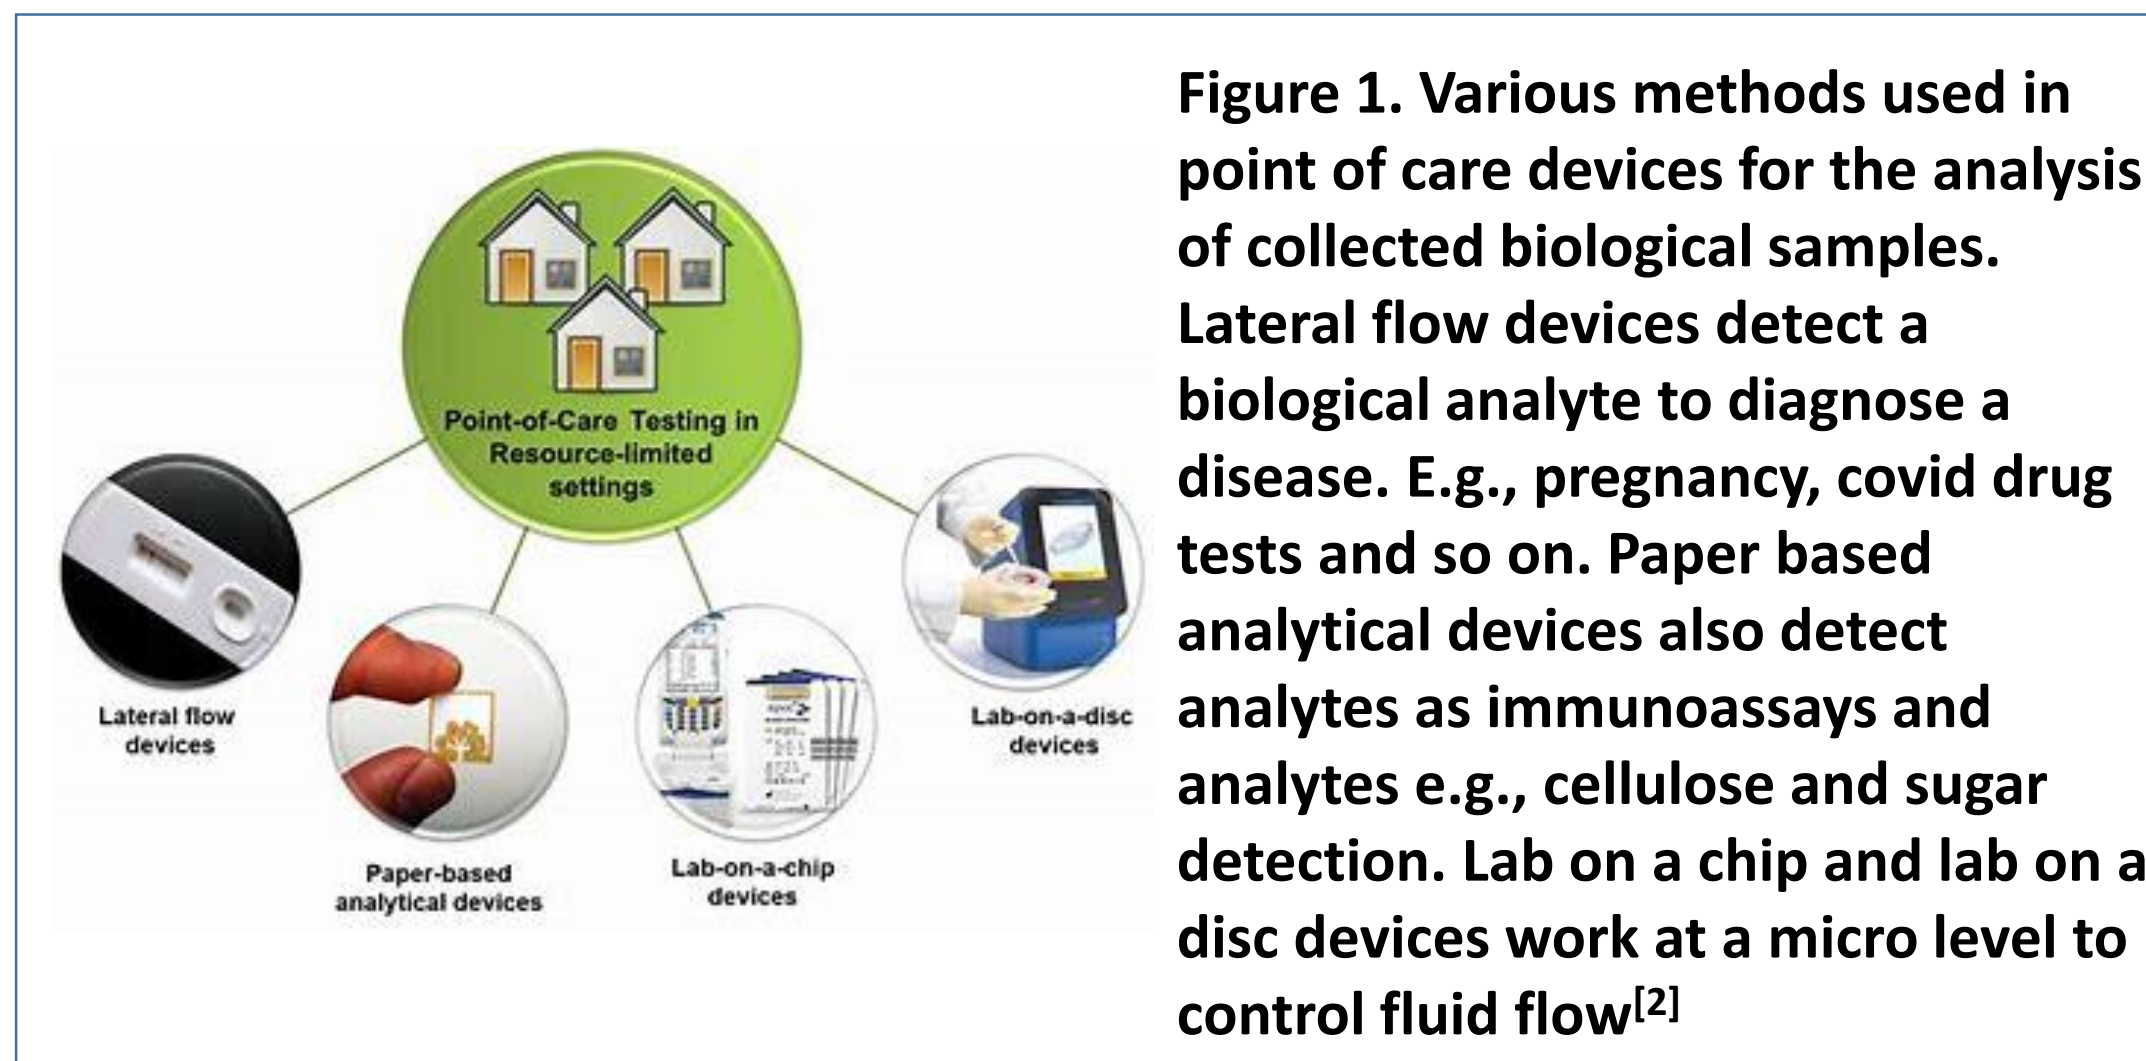 Figure 1. Various methods used in
point of care devices for the analysis
of collected biological samples.
Lateral flow devices detect a
biological analyte to diagnose a
disease. E.g., pregnancy, covid drug
tests and so on. Paper based
analytical devices also detect
analytes as immunoassays and
analytes e.g., cellulose and sugar
detection. Lab on a chip and lab on a
disc devices work at a micro level to
control fluid flow[2]
Point-of-Care Testing in
Resource-limited
settings
Lateral flow
devices
Paper-based
analytical devices
Lab-on-a-chip
devices
Lab-on-a-disc
devices